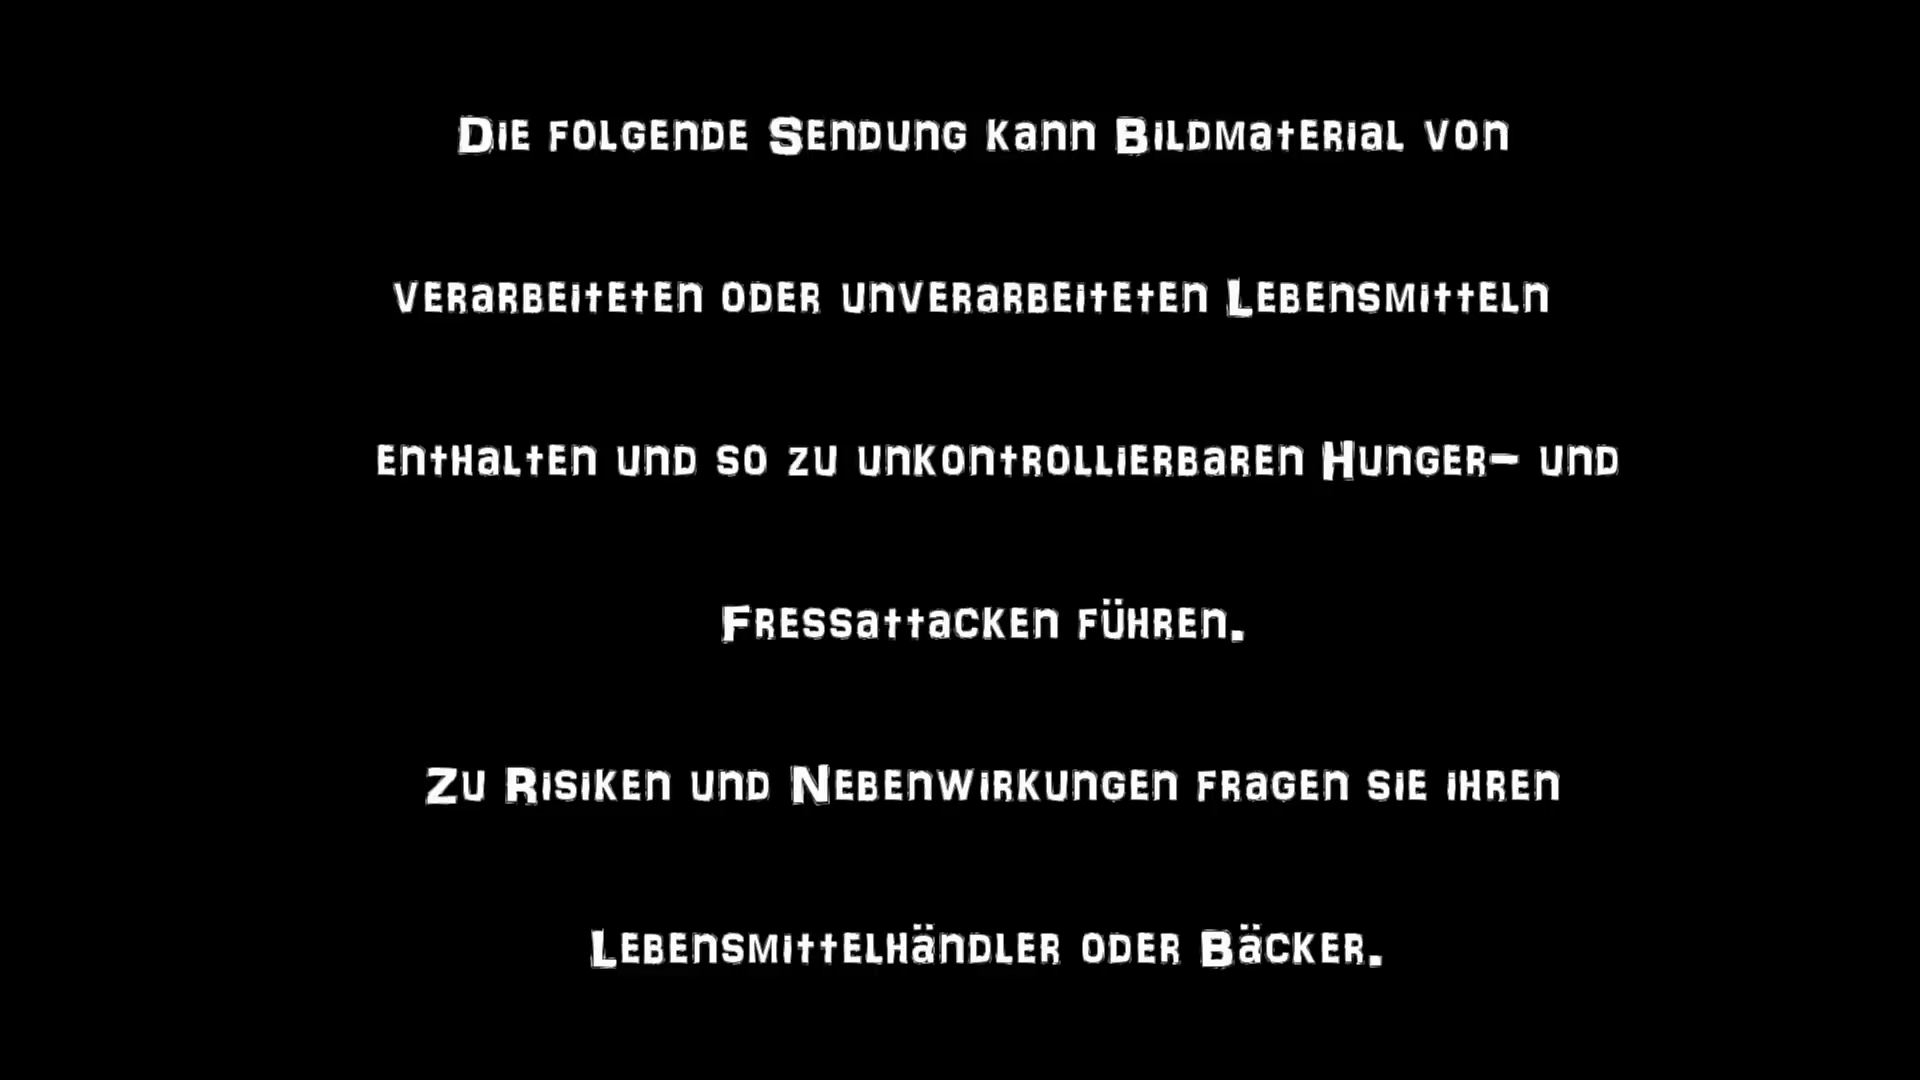 Die folgende Sendung kann Bildmaterial von
verarbeiteten oder unverarbeiteten Lebensmitteln
enthalten und so zu unkontrollierbaren Hunger- und
Fressattacken führen.
Zu Risiken und Nebenwirkungen fragen sie ihren
Lebensmittelhändler oder Bäcker.